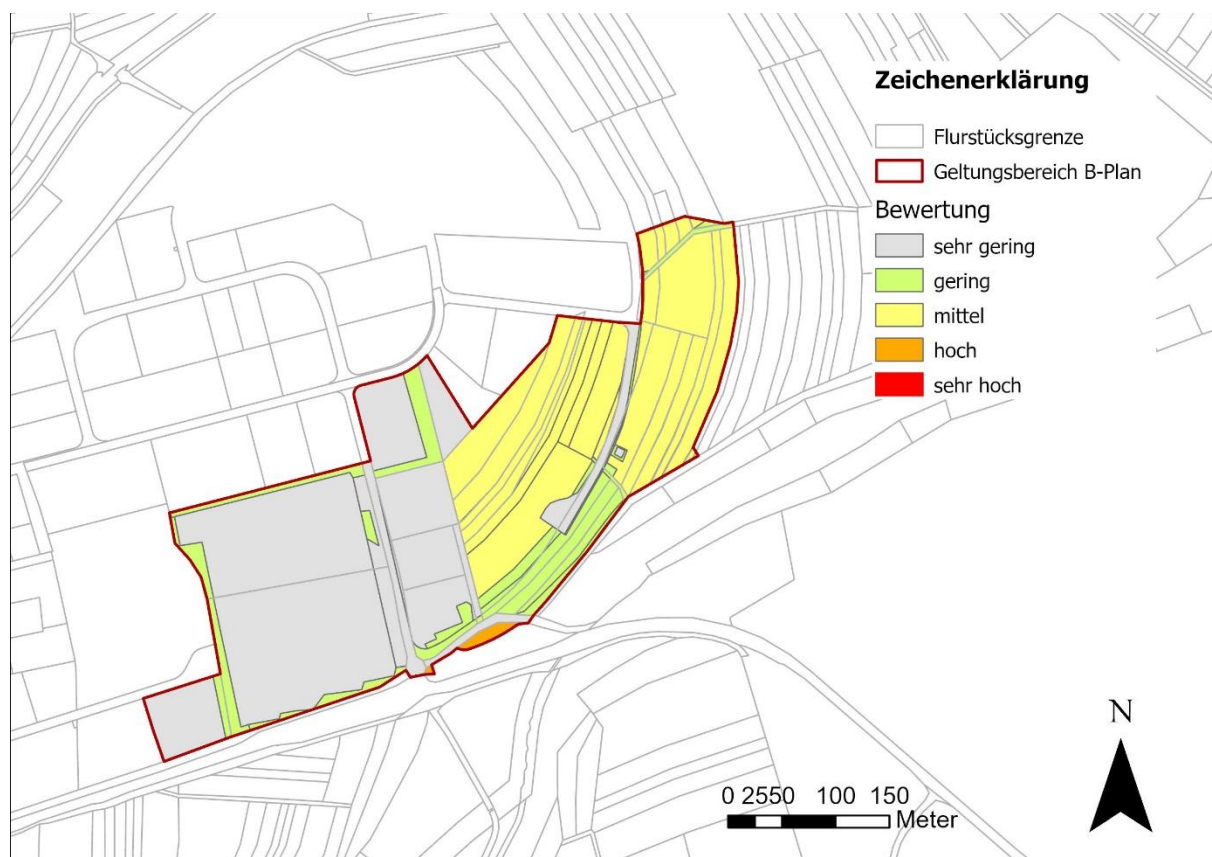 Zeichenerklärung
Flurstücksgrenze
Geltungsbereich B-Plan
Bewertung
sehr gering
gering
mittel
hoch
sehr hoch
N
0 2550 100 150
Meter